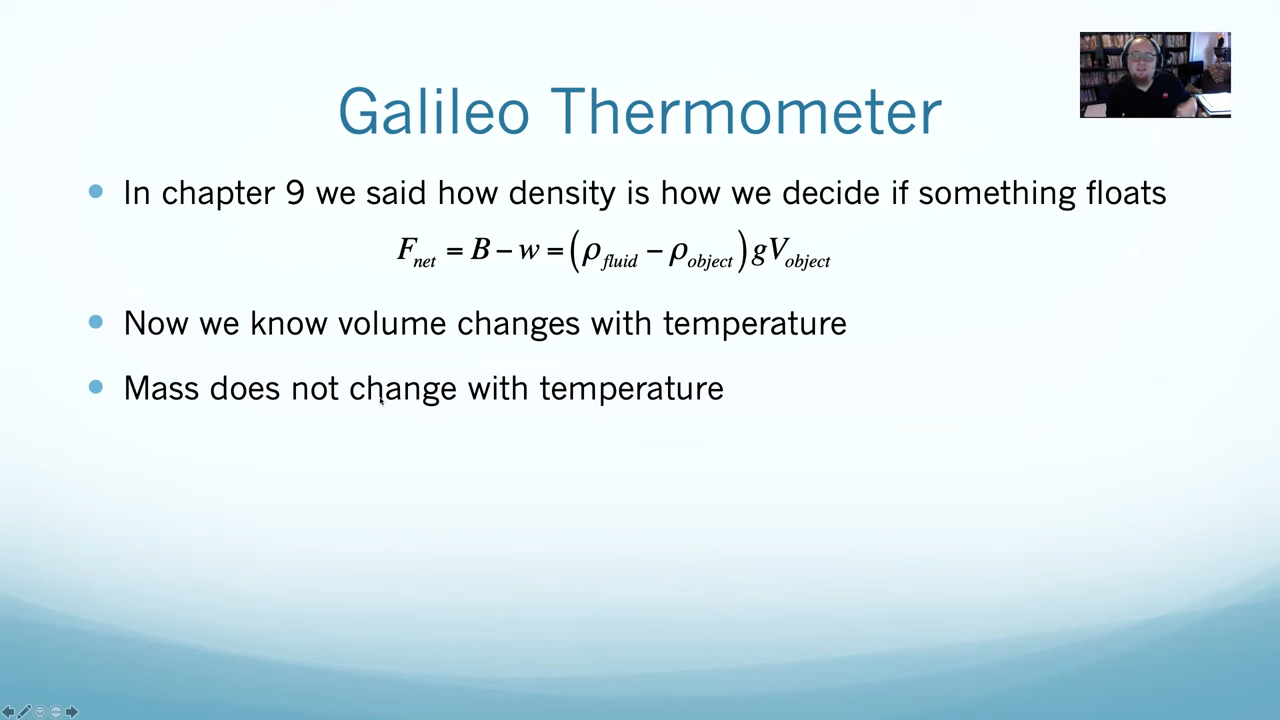 Galileo Thermometer
In chapter 9 we said how density is how we decide if something floats
F_net = B − w = (ρ_fluid − ρ_object) gV_object
Now we know volume changes with temperature
Mass does not change with temperature